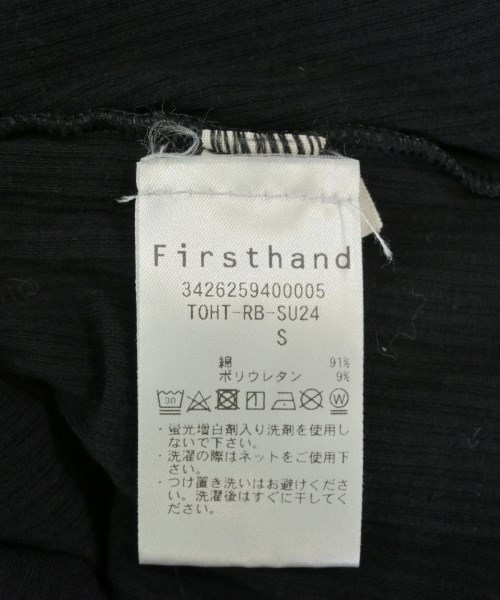 Firsthand
3426259400005
TOHT-RB-SU24
S
綿 91%
ポリウレタン 9%
30 W
・蛍光増白剤入り洗剤を使用し
ないで下さい。
・洗濯の際はネットをご使用下
さい。
・つけ置き洗いはお避けくださ
い。洗濯後はすぐに干してく
ださい。